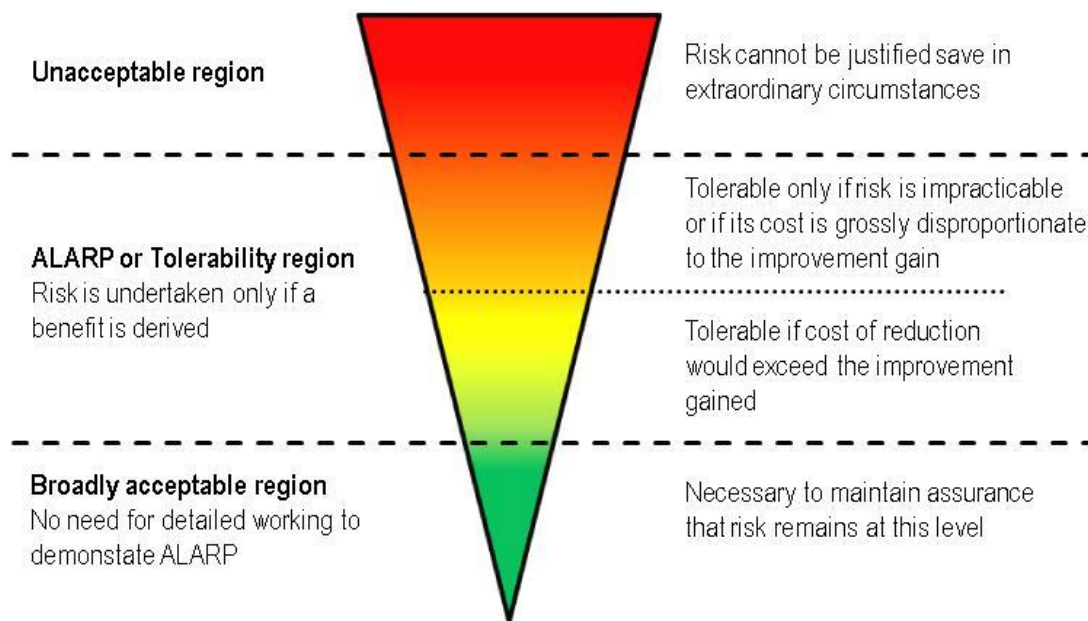 Unacceptable region
Risk cannot be justified save in
extraordinary circumstances
ALARP or Tolerability region
Risk is undertaken only if a
benefit is derived
Tolerable only if risk is impracticable
or if its cost is grossly disproportionate
to the improvement gain
Tolerable if cost of reduction
would exceed the improvement
gained
Broadly acceptable region
No need for detailed working to
demonstate ALARP
Necessary to maintain assurance
that risk remains at this level